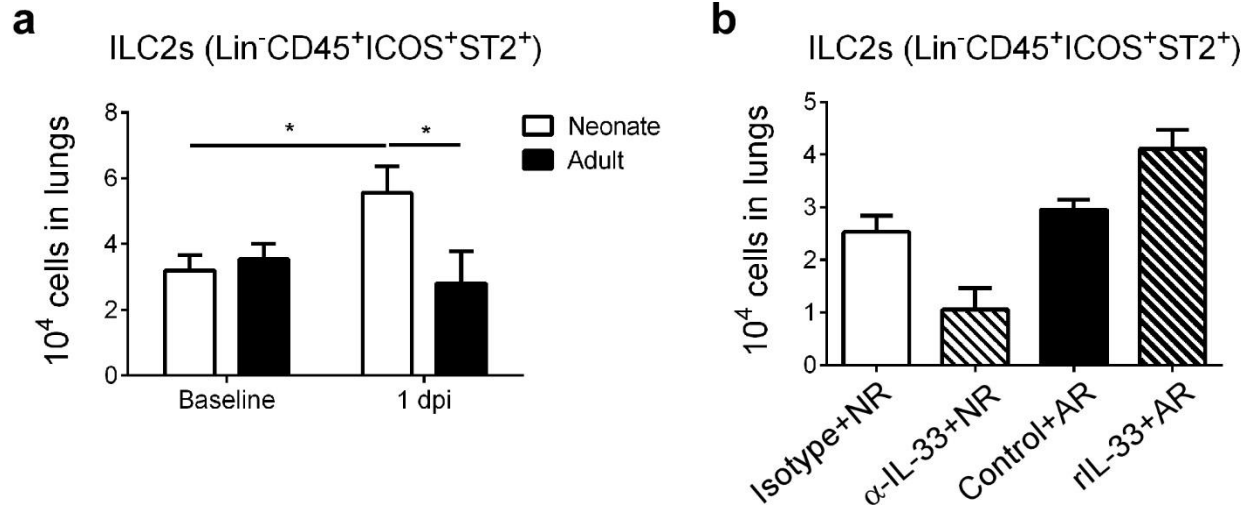 a
ILC2s (Lin⁻CD45⁺ICOS⁺ST2⁺)
10⁴ cells in lungs
8
6
4
2
0
*
*
Neonate
Adult
Baseline
1 dpi
b
ILC2s (Lin⁻CD45⁺ICOS⁺ST2⁺)
10⁴ cells in lungs
5
4
3
2
1
0
Isotype+NR
α-IL-33+NR
Control+AR
rIL-33+AR